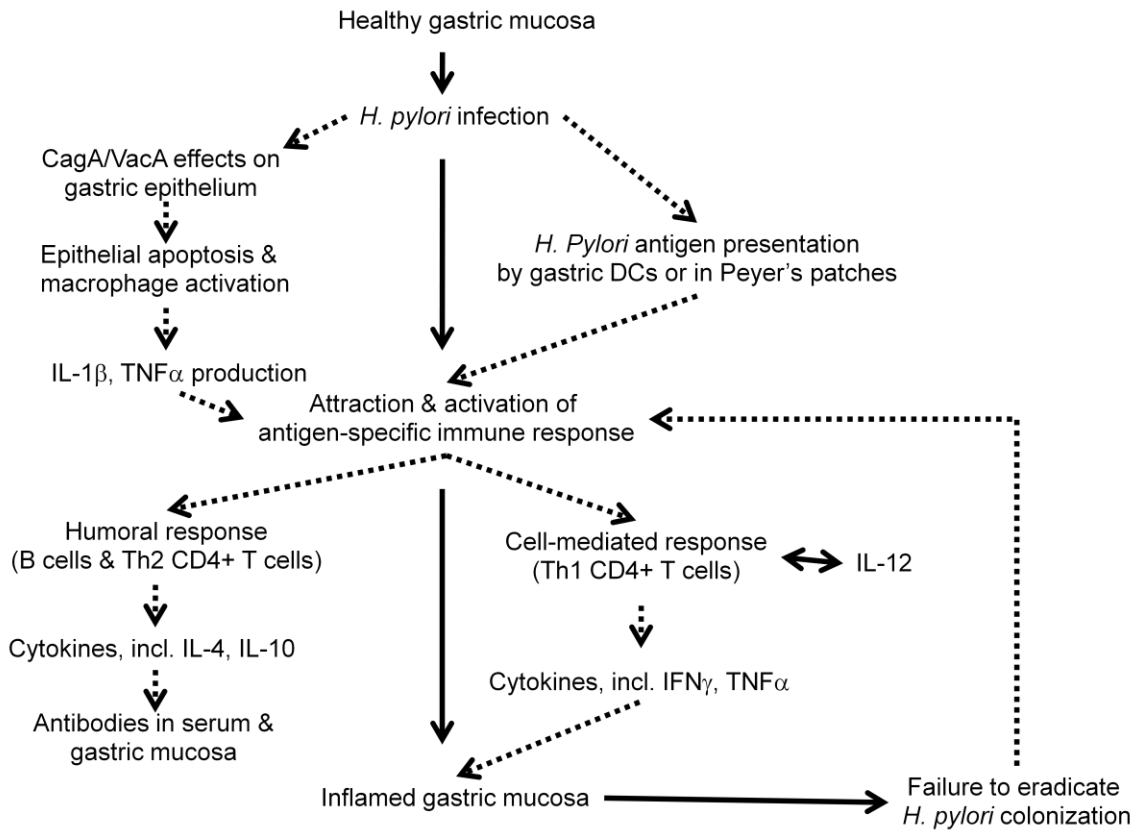 Healthy gastric mucosa
H. pylori infection
CagA/VacA effects on
gastric epithelium
Epithelial apoptosis &
macrophage activation
H. Pylori antigen presentation
by gastric DCs or in Peyer’s patches
IL-1β, TNFα production
Attraction & activation of
antigen-specific immune response
Humoral response
(B cells & Th2 CD4+ T cells)
Cell-mediated response
(Th1 CD4+ T cells)
IL-12
Cytokines, incl. IL-4, IL-10
Cytokines, incl. IFNγ, TNFα
Antibodies in serum &
gastric mucosa
Inflamed gastric mucosa
Failure to eradicate
H. pylori colonization